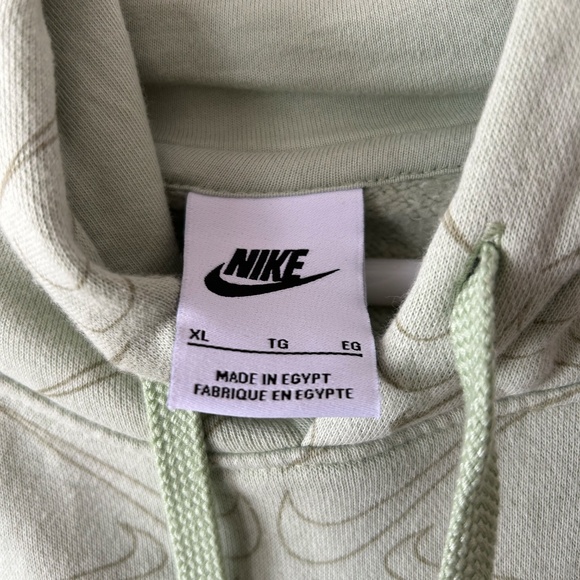 NIKE
XL TG EG
MADE IN EGYPT
FABRIQUE EN EGYPTE